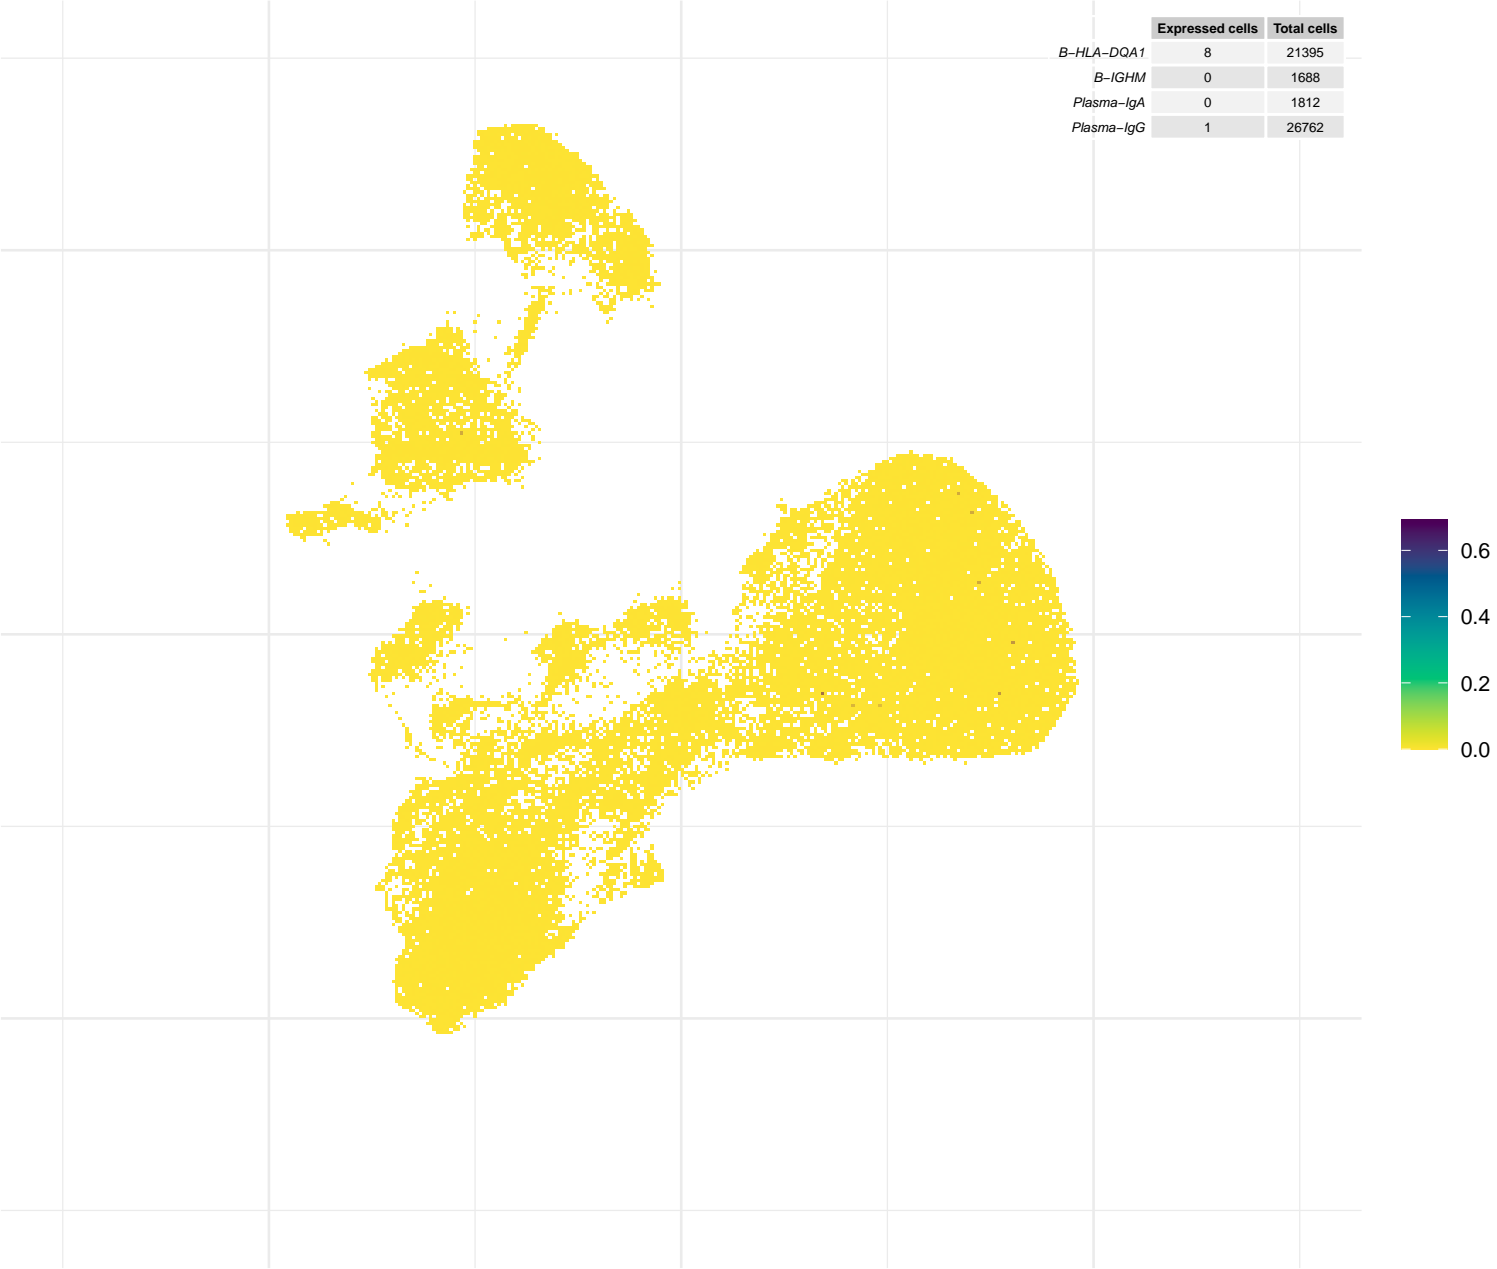 Expressed cells Total cells
B−HLA−DQA1 8 21395
B−IGHM 0 1688
Plasma−IgA 0 1812
Plasma−IgG 1 26762
0.6
0.4
0.2
0.0